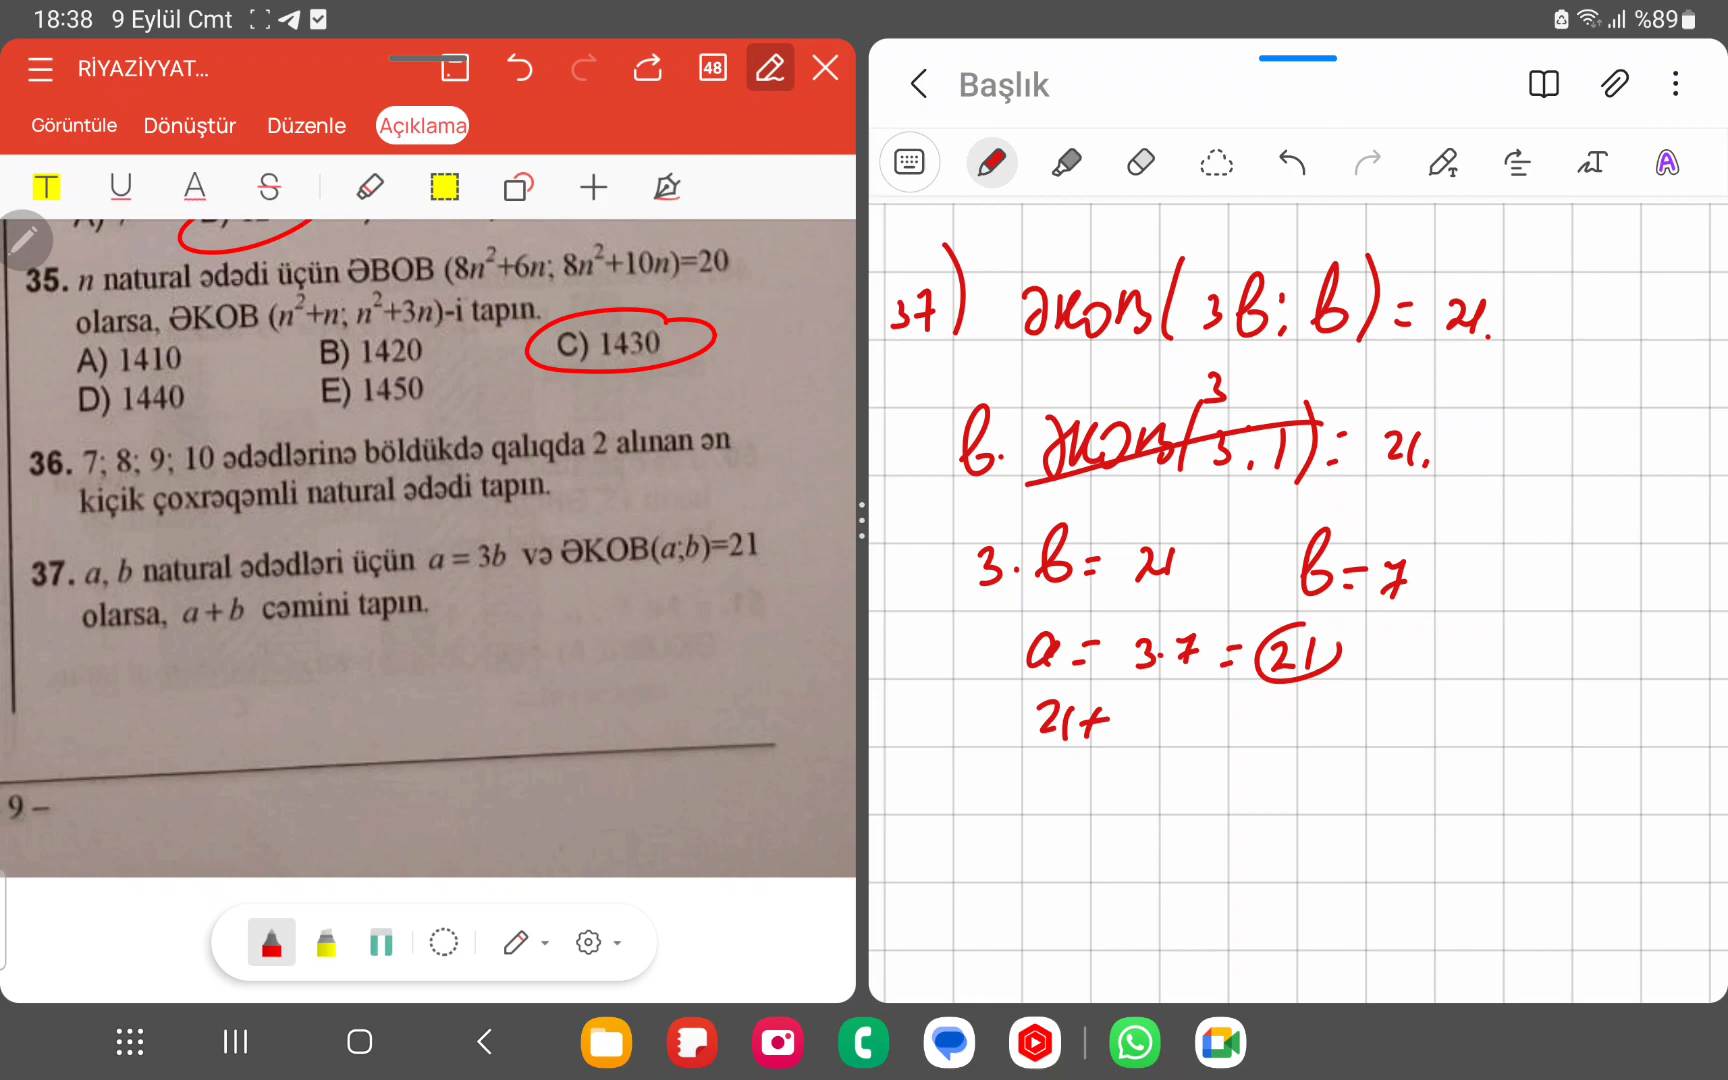 18:38 9 Eylül Cmt
%89
RİYAZİYYAT...
48
Görüntüle Dönüştür Düzenle Açıklama
35. n natural ədədi üçün ƏBOB (8n²+6n; 8n²+10n)=20
olarsa, ƏKOB (n²+n; n²+3n)-i tapın.
A) 1410 B) 1420 C) 1430
D) 1440 E) 1450
36. 7; 8; 9; 10 ədədlərinə böldükdə qalıqda 2 alınan ən
kiçik çoxrəqəmli natural ədədi tapın.
37. a, b natural ədədləri üçün a = 3b və ƏKOB(a;b)=21
olarsa, a + b cəmini tapın.
9 –
Başlık
37) əKOB(3b; b) = 21.
3
b. əKOB(3; 1) = 21.
3 · b = 21 b = 7
a = 3·7 = 21
21+